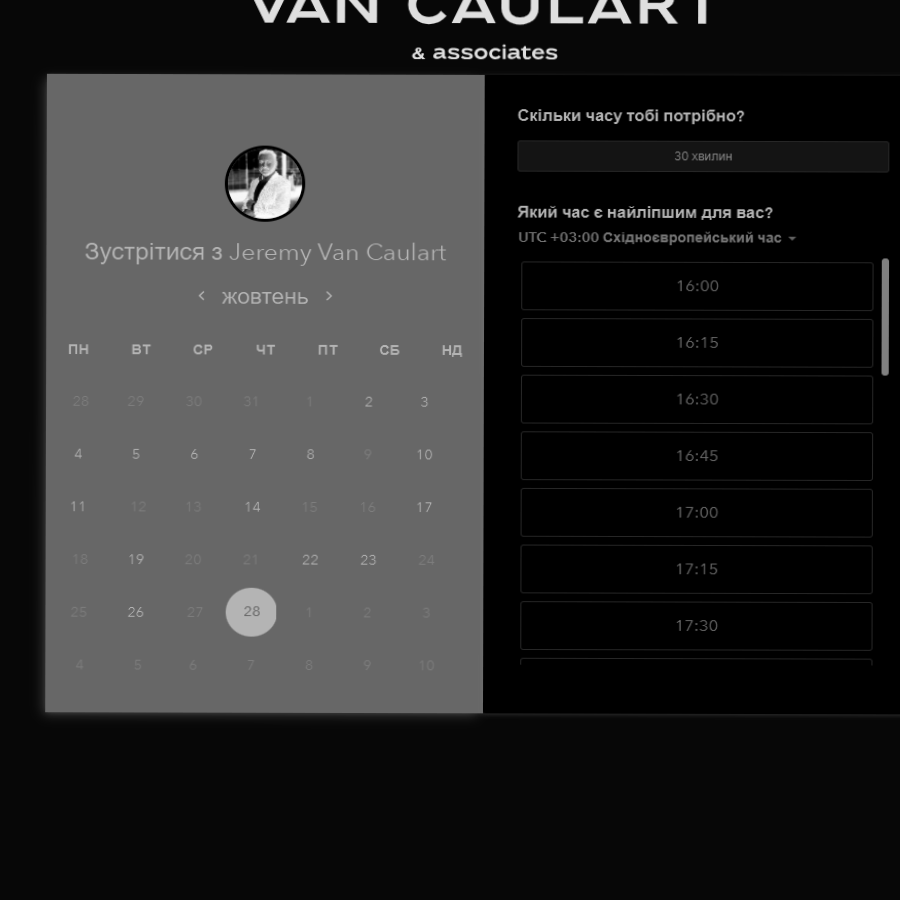 VAN CAULART
& associates
Зустрітися з Jeremy Van Caulart
‹ жовтень ›
ПН ВТ СР ЧТ ПТ СБ НД
28 29 30 31 1 2 3
4 5 6 7 8 9 10
11 12 13 14 15 16 17
18 19 20 21 22 23 24
25 26 27 28 1 2 3
4 5 6 7 8 9 10
Скільки часу тобі потрібно?
30 хвилин
Який час є найліпшим для вас?
UTC +03:00 Східноєвропейський час
16:00
16:15
16:30
16:45
17:00
17:15
17:30